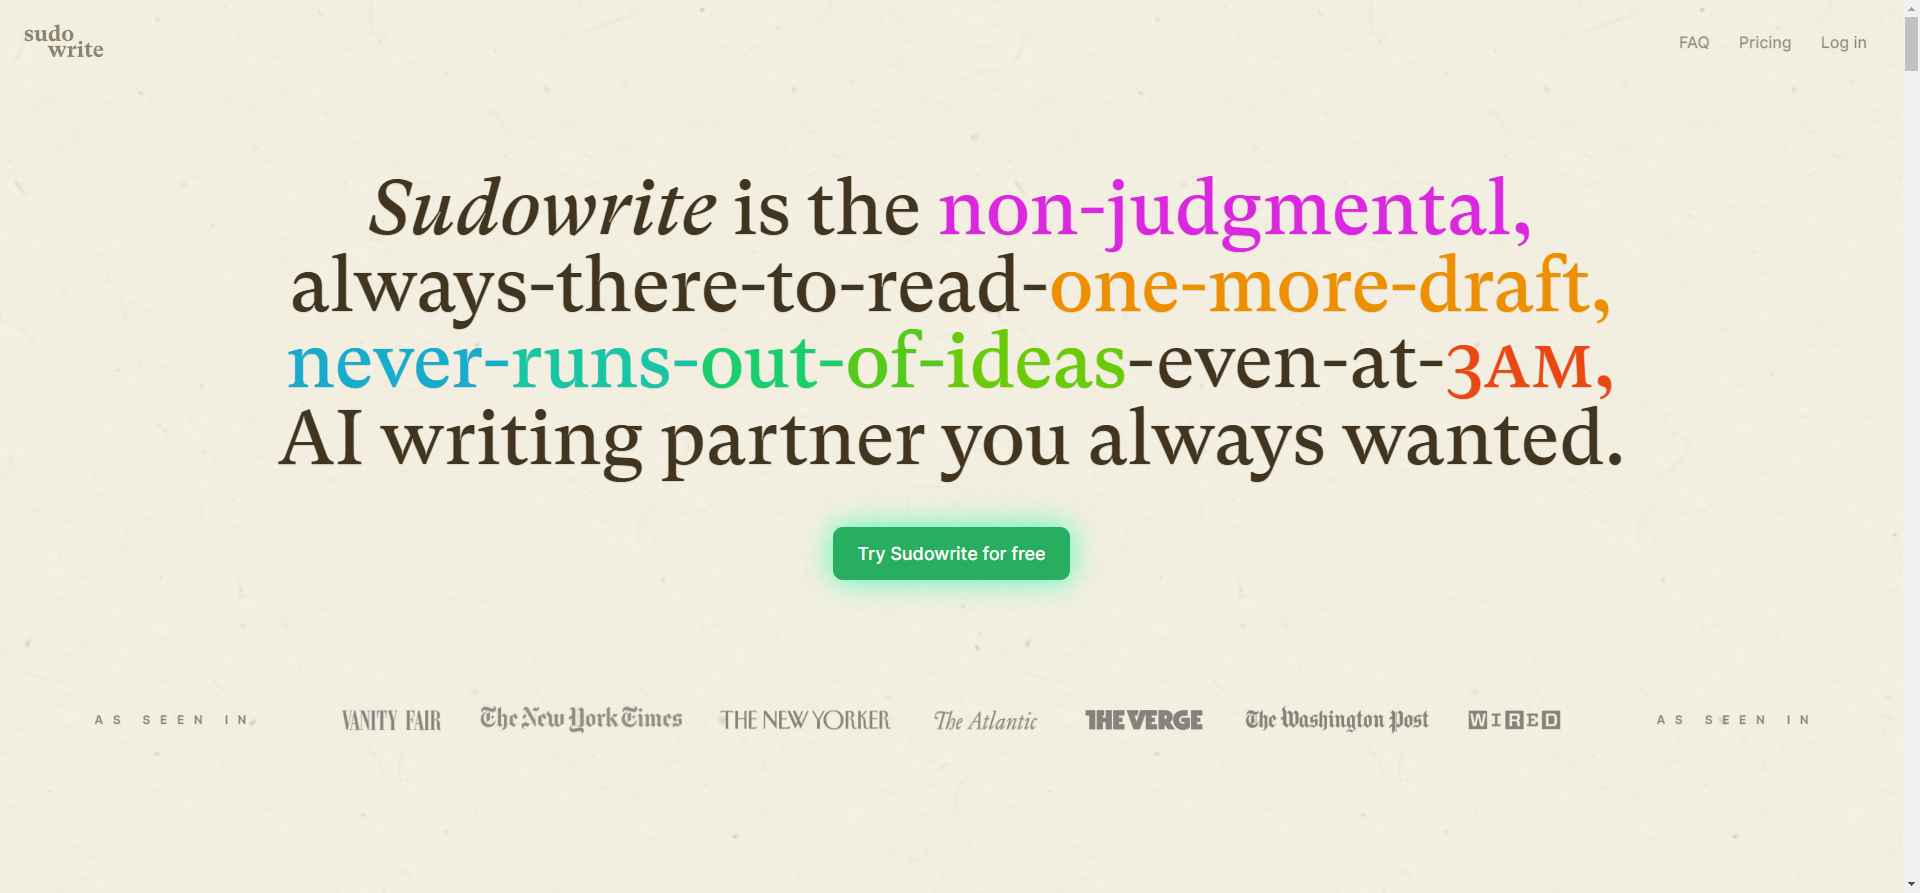 sudo
write
FAQ
Pricing
Log in
Sudowrite is the non-judgmental,
always-there-to-read-one-more-draft,
never-runs-out-of-ideas-even-at-3AM,
AI writing partner you always wanted.
Try Sudowrite for free
AS SEEN IN
VANITY FAIR
The New York Times
THE NEW YORKER
The Atlantic
THE VERGE
The Washington Post
WIRED
AS SEEN IN